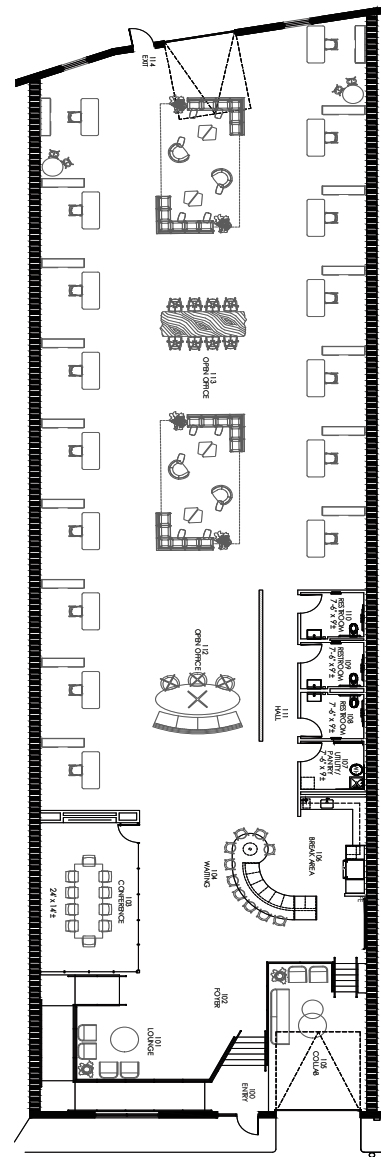 114
EXIT
113
OPEN OFFICE
110
RESTROOM
7'-6" x 9'±
109
RESTROOM
7'-6" x 9'±
108
RESTROOM
7'-6" x 9'±
107
UTILITY/
PANTRY
7'-6" x 9'±
112
OPEN OFFICE
111
HALL
106
BREAK AREA
104
WAITING
103
CONFERENCE
24' x 14'±
102
FOYER
105
COLLAB
101
LOUNGE
100
ENTRY